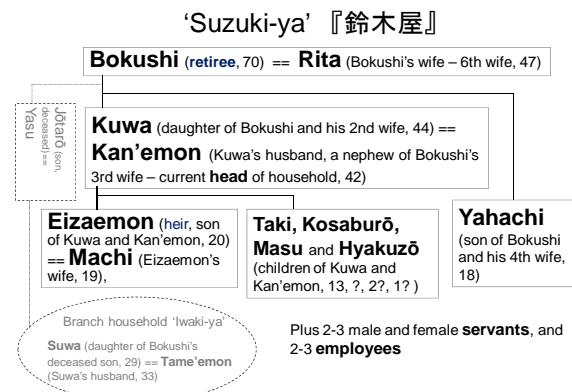 ‘Suzuki-ya’ 『鈴木屋』
Bokushi (retiree, 70) == Rita (Bokushi’s wife – 6th wife, 47)
Jōtarō (son,
deceased)==
Yasu
Kuwa (daughter of Bokushi and his 2nd wife, 44) ==
Kan’emon (Kuwa’s husband, a nephew of Bokushi’s
3rd wife – current head of household, 42)
Eizaemon (heir, son
of Kuwa and Kan’emon, 20)
== Machi (Eizaemon’s
wife, 19),
Taki, Kosaburō,
Masu and Hyakuzō
(children of Kuwa and
Kan’emon, 13, ?, 2?, 1? )
Yahachi
(son of Bokushi
and his 4th wife,
18)
Branch household ‘Iwaki-ya’
Suwa (daughter of Bokushi’s
deceased son, 29) == Tame’emon
(Suwa’s husband, 33)
Plus 2-3 male and female servants, and
2-3 employees